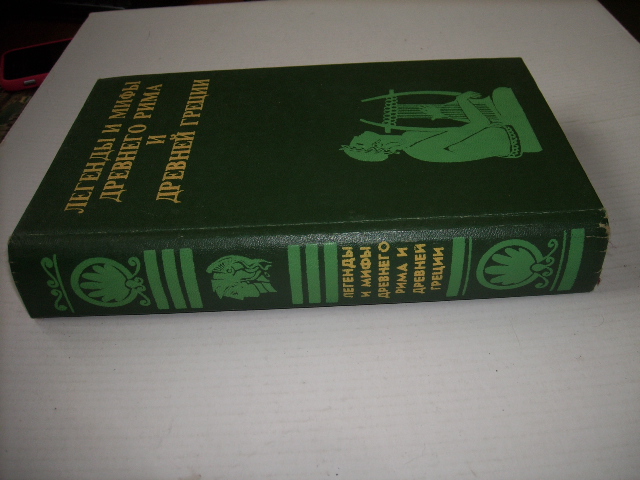 ЛЕГЕНДЫ И МИФЫ
ДРЕВНЕГО РИМА
И
ДРЕВНЕЙ ГРЕЦИИ
ЛЕГЕНДЫ
И МИФЫ
ДРЕВНЕГО
РИМА И
ДРЕВНЕЙ
ГРЕЦИИ